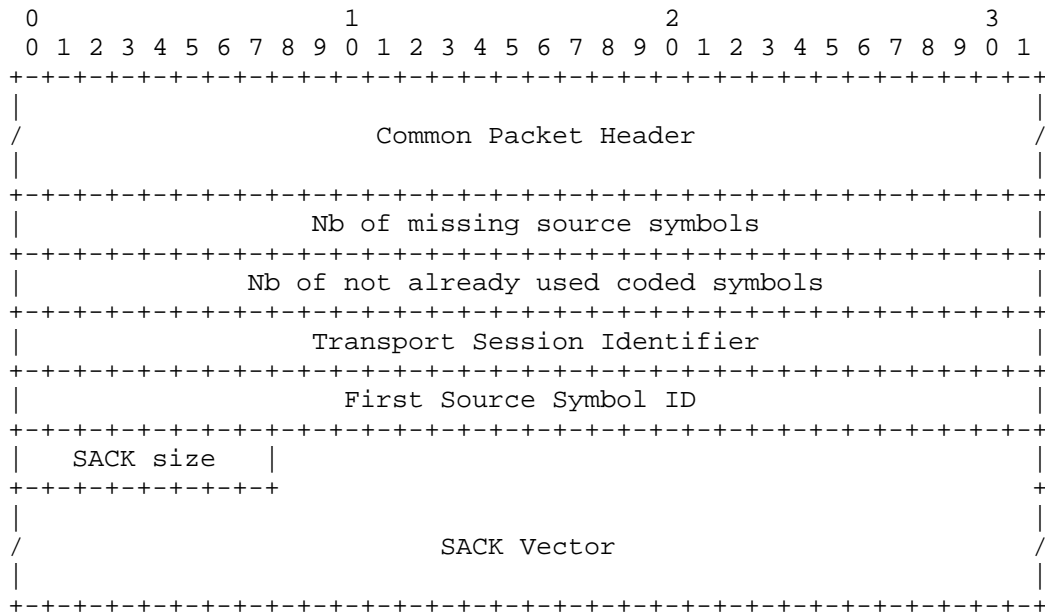 0                   1                   2                   3
 0 1 2 3 4 5 6 7 8 9 0 1 2 3 4 5 6 7 8 9 0 1 2 3 4 5 6 7 8 9 0 1
+-+-+-+-+-+-+-+-+-+-+-+-+-+-+-+-+-+-+-+-+-+-+-+-+-+-+-+-+-+-+-+-+
|                                                               |
/                      Common Packet Header                     /
|                                                               |
+-+-+-+-+-+-+-+-+-+-+-+-+-+-+-+-+-+-+-+-+-+-+-+-+-+-+-+-+-+-+-+-+
|                  Nb of missing source symbols                 |
+-+-+-+-+-+-+-+-+-+-+-+-+-+-+-+-+-+-+-+-+-+-+-+-+-+-+-+-+-+-+-+-+
|              Nb of not already used coded symbols             |
+-+-+-+-+-+-+-+-+-+-+-+-+-+-+-+-+-+-+-+-+-+-+-+-+-+-+-+-+-+-+-+-+
|                  Transport Session Identifier                 |
+-+-+-+-+-+-+-+-+-+-+-+-+-+-+-+-+-+-+-+-+-+-+-+-+-+-+-+-+-+-+-+-+
|                    First Source Symbol ID                     |
+-+-+-+-+-+-+-+-+-+-+-+-+-+-+-+-+-+-+-+-+-+-+-+-+-+-+-+-+-+-+-+-+
|   SACK size   |                                               |
+-+-+-+-+-+-+-+-+                                               +
|                                                               |
/                          SACK Vector                          /
|                                                               |
+-+-+-+-+-+-+-+-+-+-+-+-+-+-+-+-+-+-+-+-+-+-+-+-+-+-+-+-+-+-+-+-+